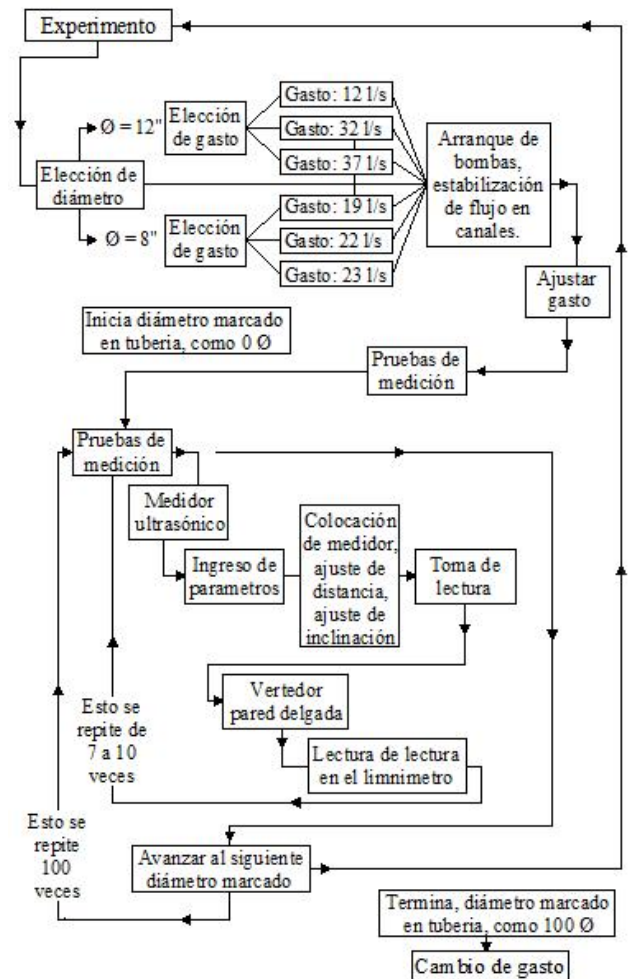 Experimento
Ø = 12"
Elección
de gasto
Gasto: 12 l/s
Gasto: 32 l/s
Gasto: 37 l/s
Elección de
diámetro
Ø = 8"
Elección
de gasto
Gasto: 19 l/s
Gasto: 22 l/s
Gasto: 23 l/s
Arranque de
bombas,
estabilización
de flujo en
canales.
Ajustar
gasto
Inicia diámetro marcado
en tuberia, como 0 Ø
Pruebas de
medición
Pruebas de
medición
Medidor
ultrasónico
Ingreso de
parametros
Colocación
de medidor,
ajuste de
distancia,
ajuste de
inclinación
Toma de
lectura
Vertedor
pared delgada
Lectura de lectura
en el limnimetro
Esto se
repite de
7 a 10
veces
Esto se
repite
100
veces
Avanzar al siguiente
diámetro marcado
Termina, diámetro marcado
en tuberia, como 100 Ø
Cambio de gasto